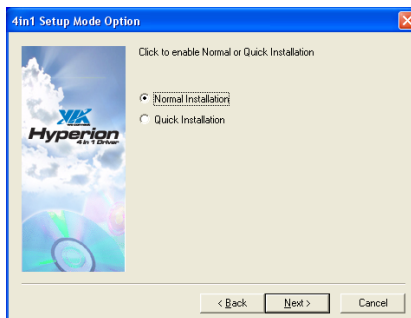 4in1 Setup Mode Option
Click to enable Normal or Quick Installation
Normal Installation
Quick Installation
VIA
Hyperion
4 in 1 Driver
< Back
Next >
Cancel